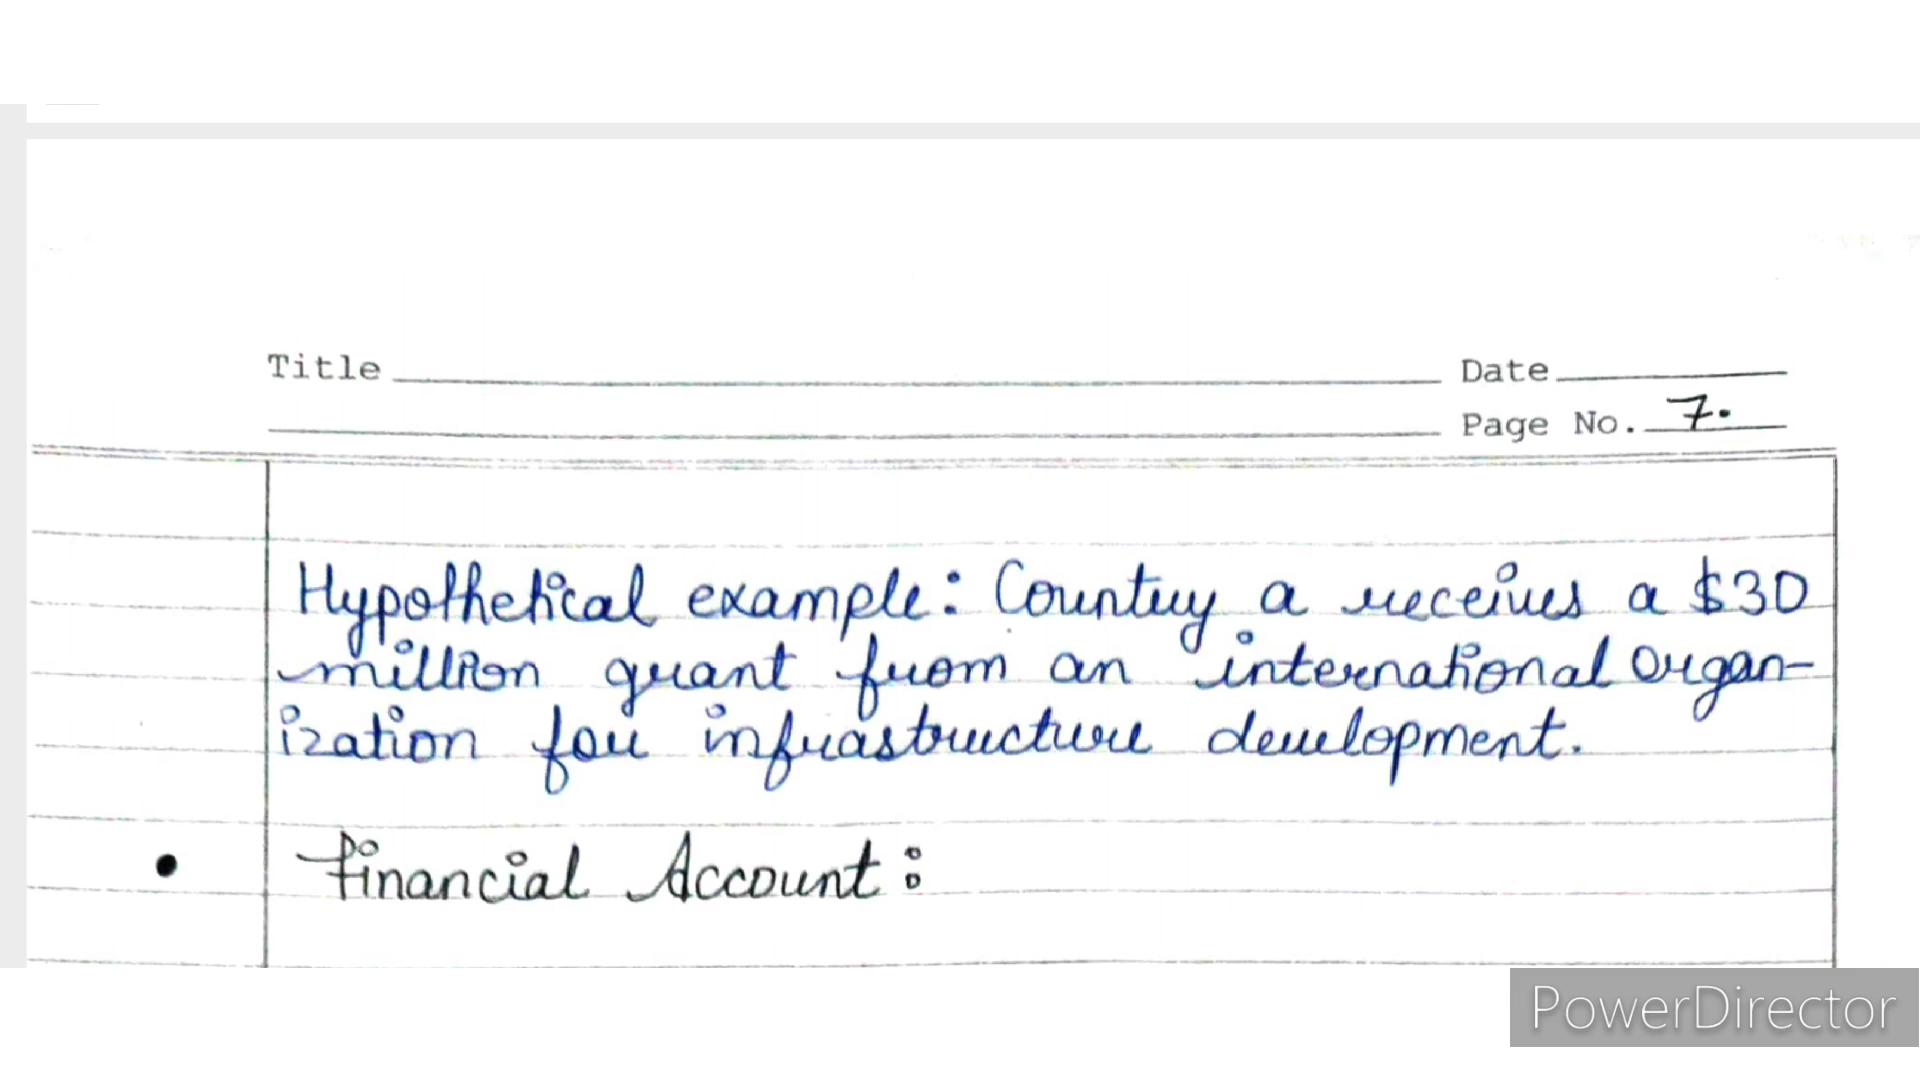 Title Date
Page No. 7.
Hypothetical example: Country a receives a $30
million grant from an international organ-
ization for infrastructure development.
• Financial Account:
PowerDirector